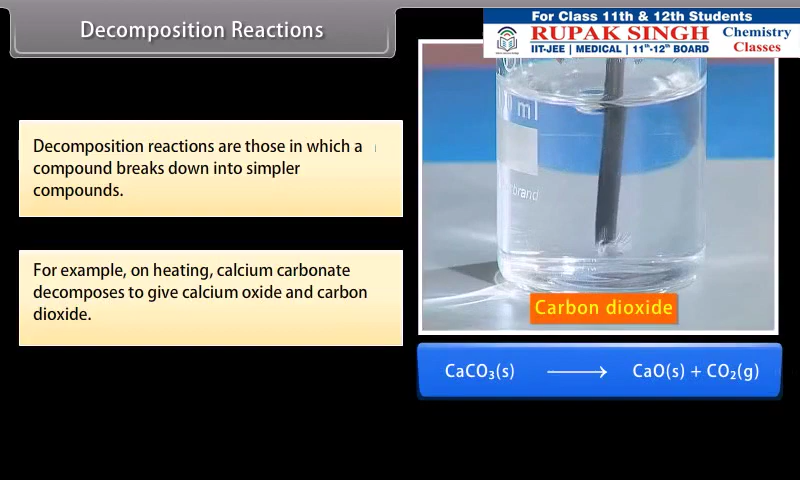 Decomposition Reactions
For Class 11th & 12th Students
RUPAK SINGH
IIT-JEE | MEDICAL | 11th-12th BOARD
Chemistry
Classes
Decomposition reactions are those in which a
compound breaks down into simpler
compounds.
For example, on heating, calcium carbonate
decomposes to give calcium oxide and carbon
dioxide.
ml
brand
Carbon dioxide
CaCO₃(s) ⟶ CaO(s) + CO₂(g)